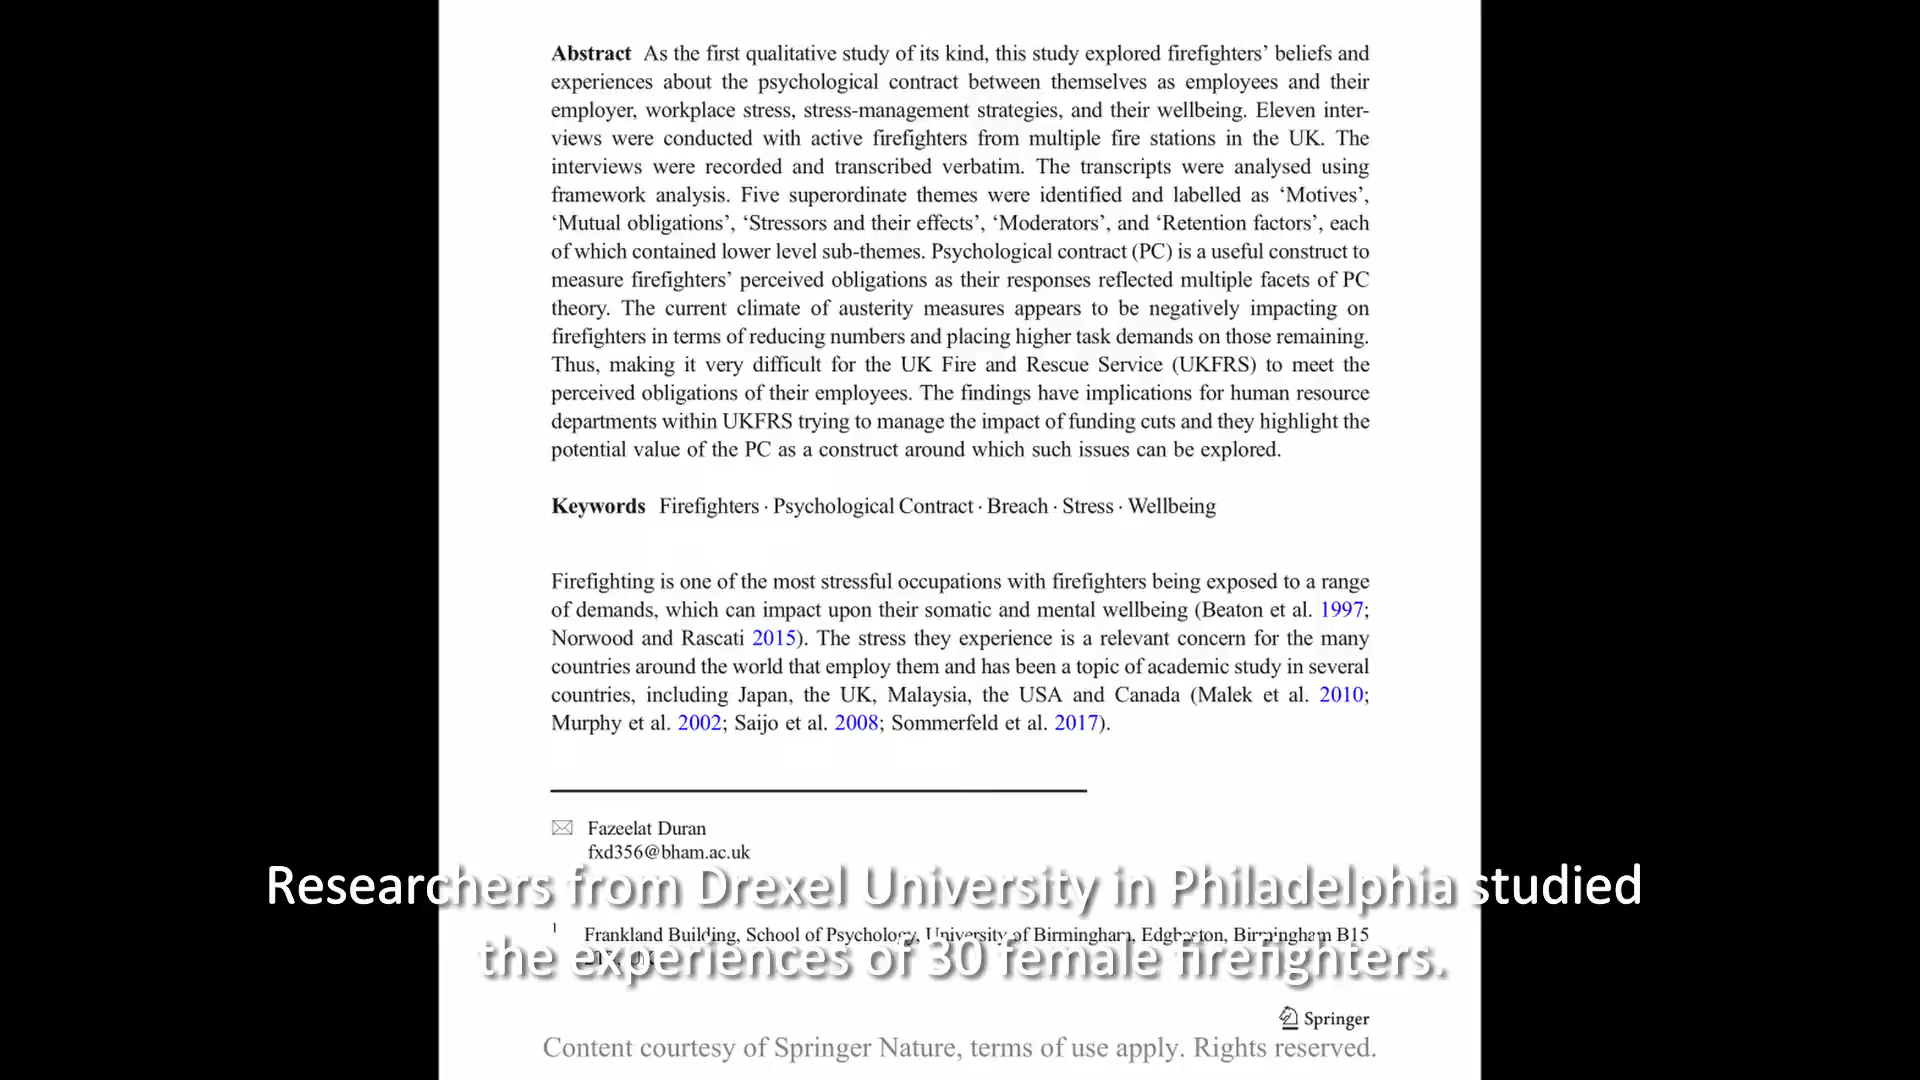 Abstract As the first qualitative study of its kind, this study explored firefighters’ beliefs and
experiences about the psychological contract between themselves as employees and their
employer, workplace stress, stress-management strategies, and their wellbeing. Eleven inter-
views were conducted with active firefighters from multiple fire stations in the UK. The
interviews were recorded and transcribed verbatim. The transcripts were analysed using
framework analysis. Five superordinate themes were identified and labelled as ‘Motives’,
‘Mutual obligations’, ‘Stressors and their effects’, ‘Moderators’, and ‘Retention factors’, each
of which contained lower level sub-themes. Psychological contract (PC) is a useful construct to
measure firefighters’ perceived obligations as their responses reflected multiple facets of PC
theory. The current climate of austerity measures appears to be negatively impacting on
firefighters in terms of reducing numbers and placing higher task demands on those remaining.
Thus, making it very difficult for the UK Fire and Rescue Service (UKFRS) to meet the
perceived obligations of their employees. The findings have implications for human resource
departments within UKFRS trying to manage the impact of funding cuts and they highlight the
potential value of the PC as a construct around which such issues can be explored.
Keywords Firefighters · Psychological Contract · Breach · Stress · Wellbeing
Firefighting is one of the most stressful occupations with firefighters being exposed to a range
of demands, which can impact upon their somatic and mental wellbeing (Beaton et al. 1997;
Norwood and Rascati 2015). The stress they experience is a relevant concern for the many
countries around the world that employ them and has been a topic of academic study in several
countries, including Japan, the UK, Malaysia, the USA and Canada (Malek et al. 2010;
Murphy et al. 2002; Saijo et al. 2008; Sommerfeld et al. 2017).
Fazeelat Duran
fxd356@bham.ac.uk
Researchers from Drexel University in Philadelphia studied
1 Frankland Building, School of Psychology, University of Birmingham, Edgbaston, Birmingham B15
the experiences of 30 female firefighters.
Springer
Content courtesy of Springer Nature, terms of use apply. Rights reserved.